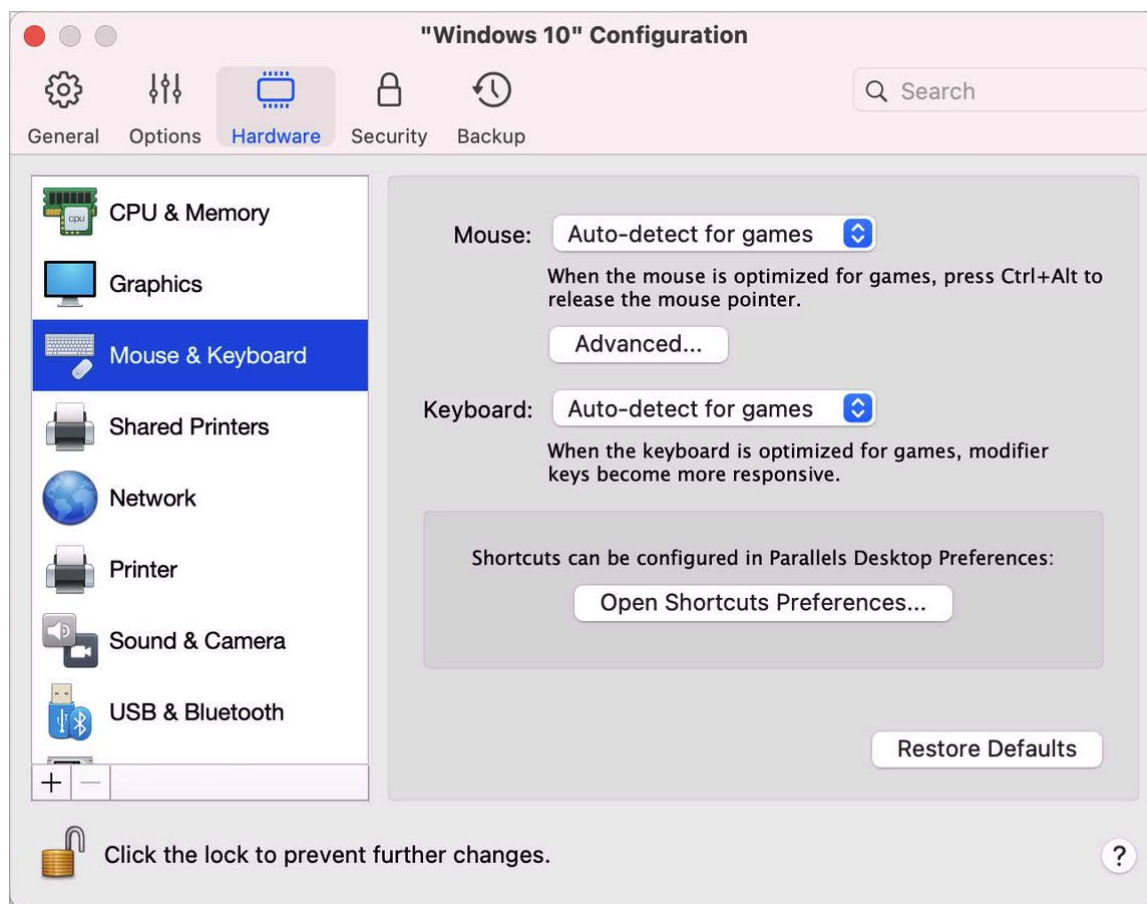 "Windows 10" Configuration
General
Options
Hardware
Security
Backup
Search
CPU & Memory
cpu
Graphics
Mouse & Keyboard
Shared Printers
Network
Printer
Sound & Camera
USB & Bluetooth
Mouse:
Auto-detect for games
When the mouse is optimized for games, press Ctrl+Alt to
release the mouse pointer.
Advanced...
Keyboard:
Auto-detect for games
When the keyboard is optimized for games, modifier
keys become more responsive.
Shortcuts can be configured in Parallels Desktop Preferences:
Open Shortcuts Preferences...
Restore Defaults
Click the lock to prevent further changes.
?